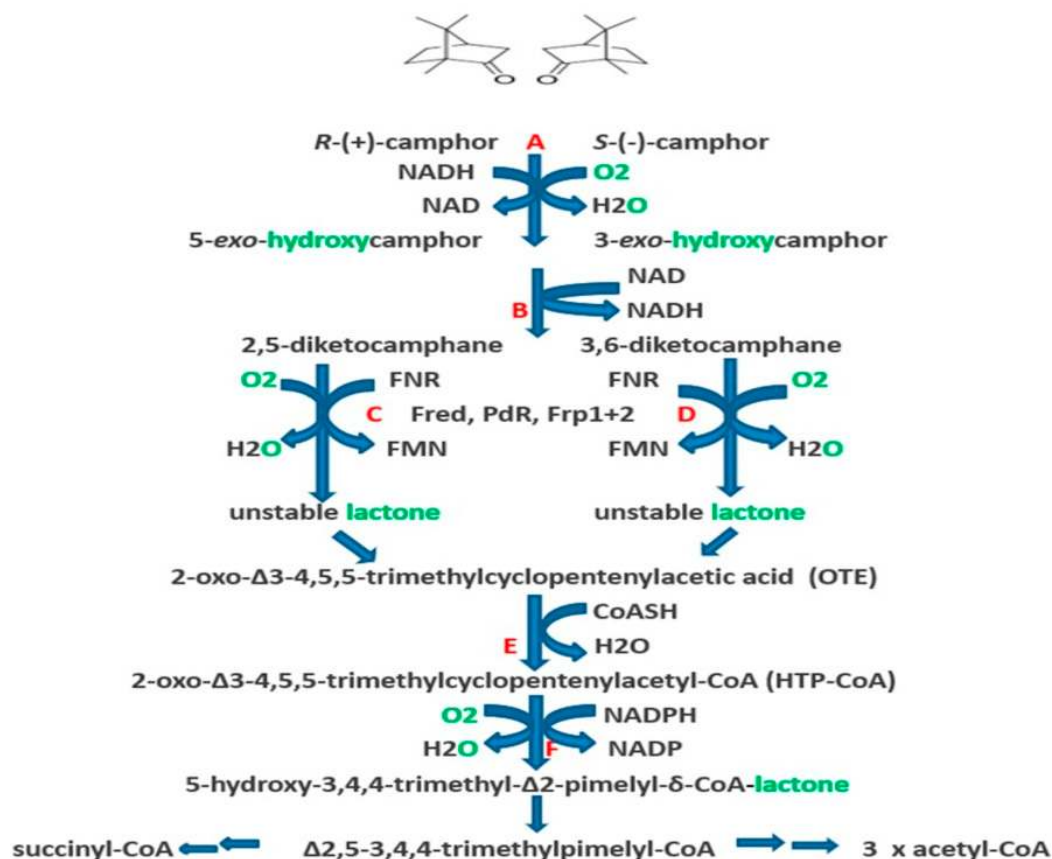 O O
R-(+)-camphor A S-(-)-camphor
NADH O2
NAD H2O
5-exo-hydroxycamphor 3-exo-hydroxycamphor
NAD
B NADH
2,5-diketocamphane 3,6-diketocamphane
O2 FNR FNR O2
C Fred, PdR, Frp1+2 D
H2O FMN FMN H2O
unstable lactone unstable lactone
2-oxo-Δ3-4,5,5-trimethylcyclopentenylacetic acid (OTE)
CoASH
E H2O
2-oxo-Δ3-4,5,5-trimethylcyclopentenylacetyl-CoA (HTP-CoA)
O2 NADPH
H2O F NADP
5-hydroxy-3,4,4-trimethyl-Δ2-pimelyl-δ-CoA-lactone
succinyl-CoA Δ2,5-3,4,4-trimethylpimelyl-CoA 3 x acetyl-CoA